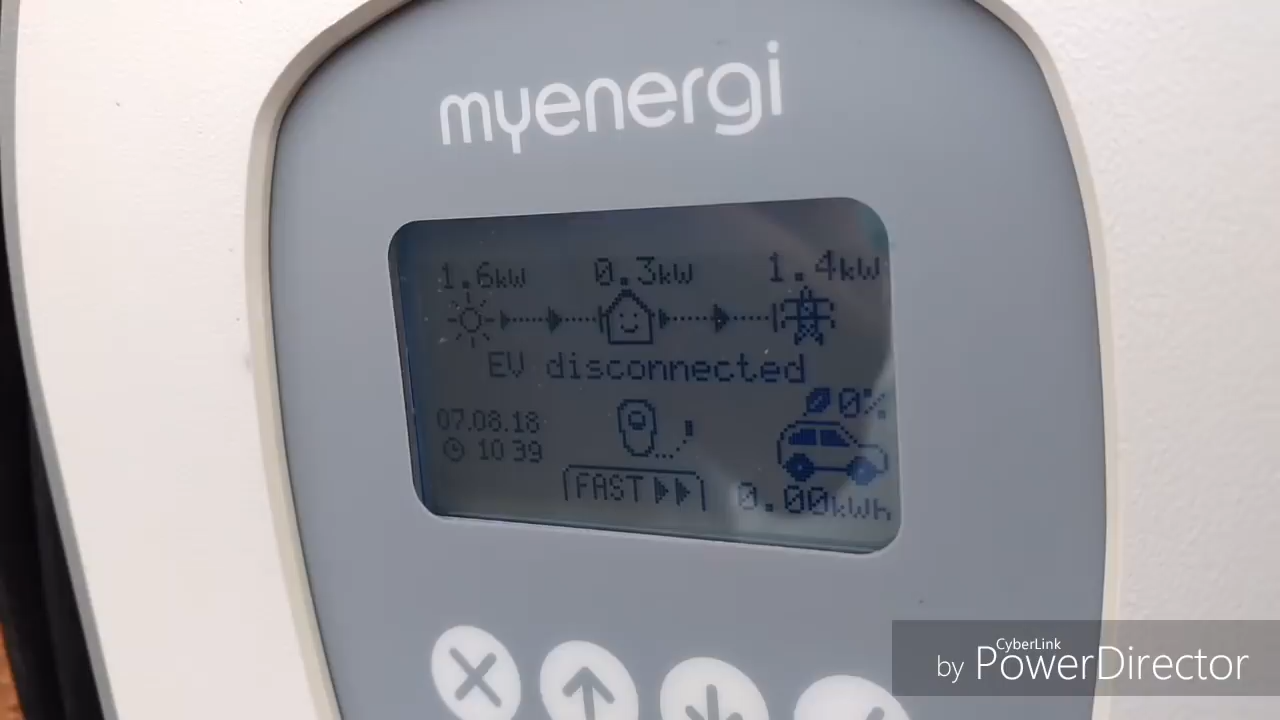 myenergi
1.6kW 0.3kW 1.4kW
EV disconnected
0%
07.08.18
10 39
FAST
0.00kWh
CyberLink
by PowerDirector